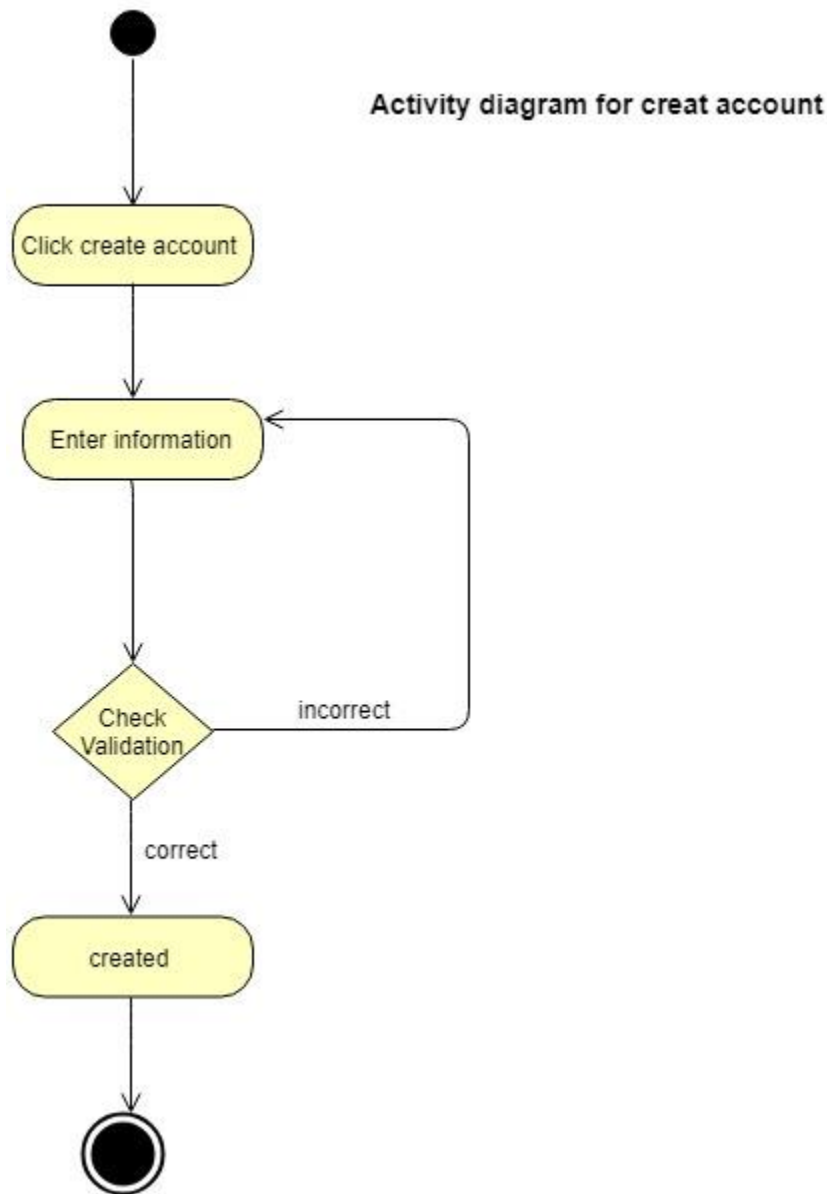 Activity diagram for creat account
Click create account
Enter information
Check
Validation
incorrect
correct
created